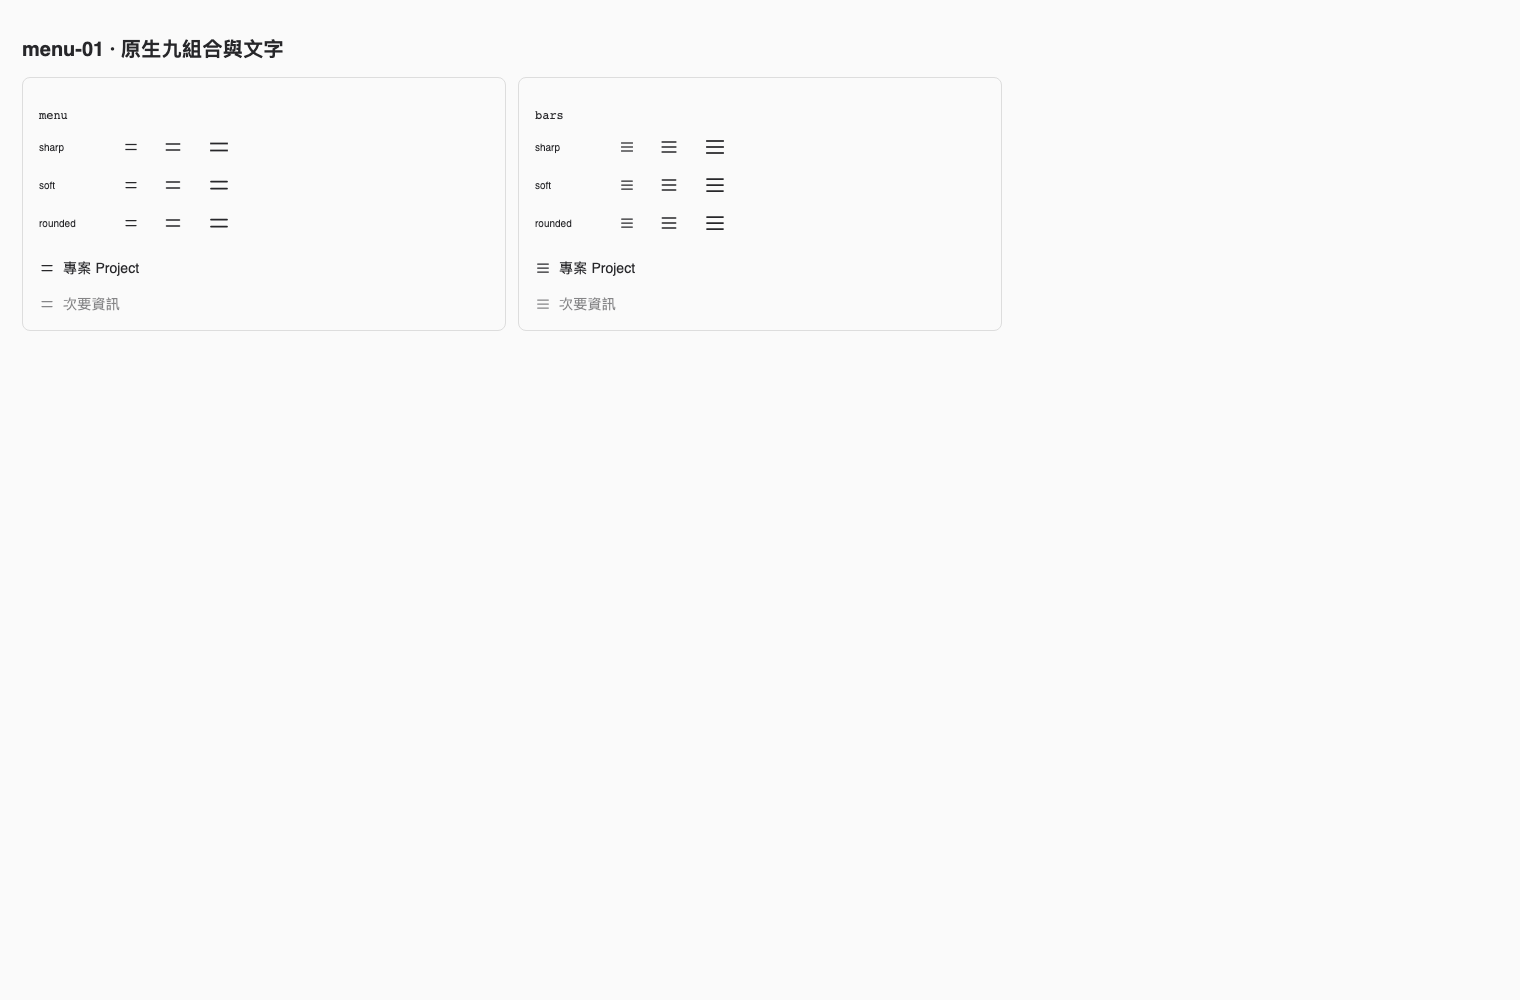 menu-01 · 原生九組合與文字
menu
sharp
soft
rounded
專案 Project
次要資訊
bars
sharp
soft
rounded
專案 Project
次要資訊